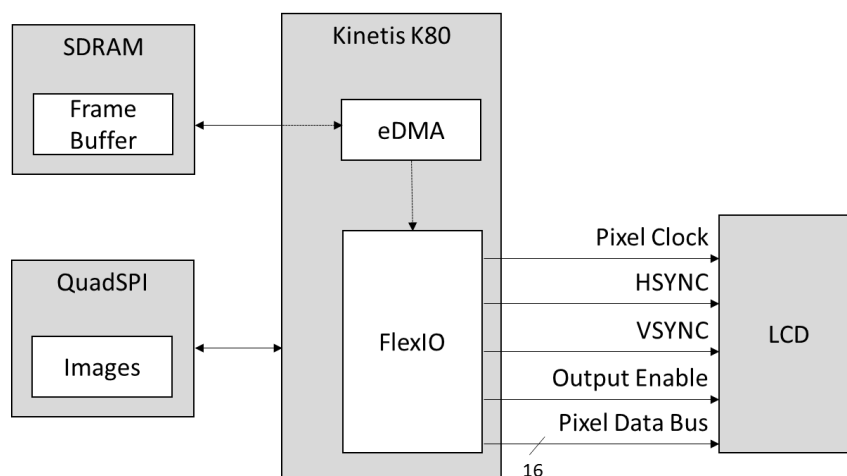 SDRAM
Frame
Buffer
Kinetis K80
eDMA
QuadSPI
Images
FlexIO
Pixel Clock
HSYNC
VSYNC
Output Enable
Pixel Data Bus
16
LCD